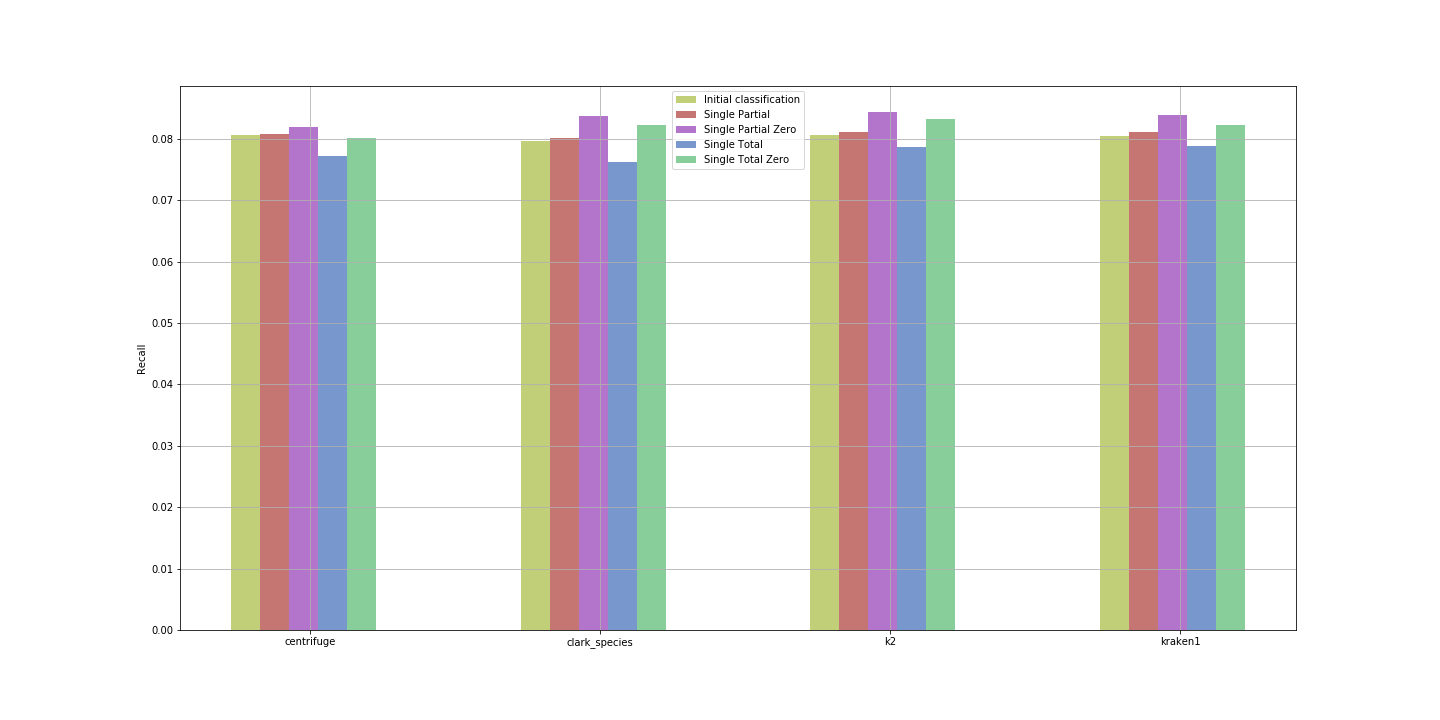 Initial classification
Single Partial
Single Partial Zero
Single Total
Single Total Zero
0.08
0.07
0.06
0.05
0.04
0.03
0.02
0.01
0.00
Recall
centrifuge
clark_species
k2
kraken1